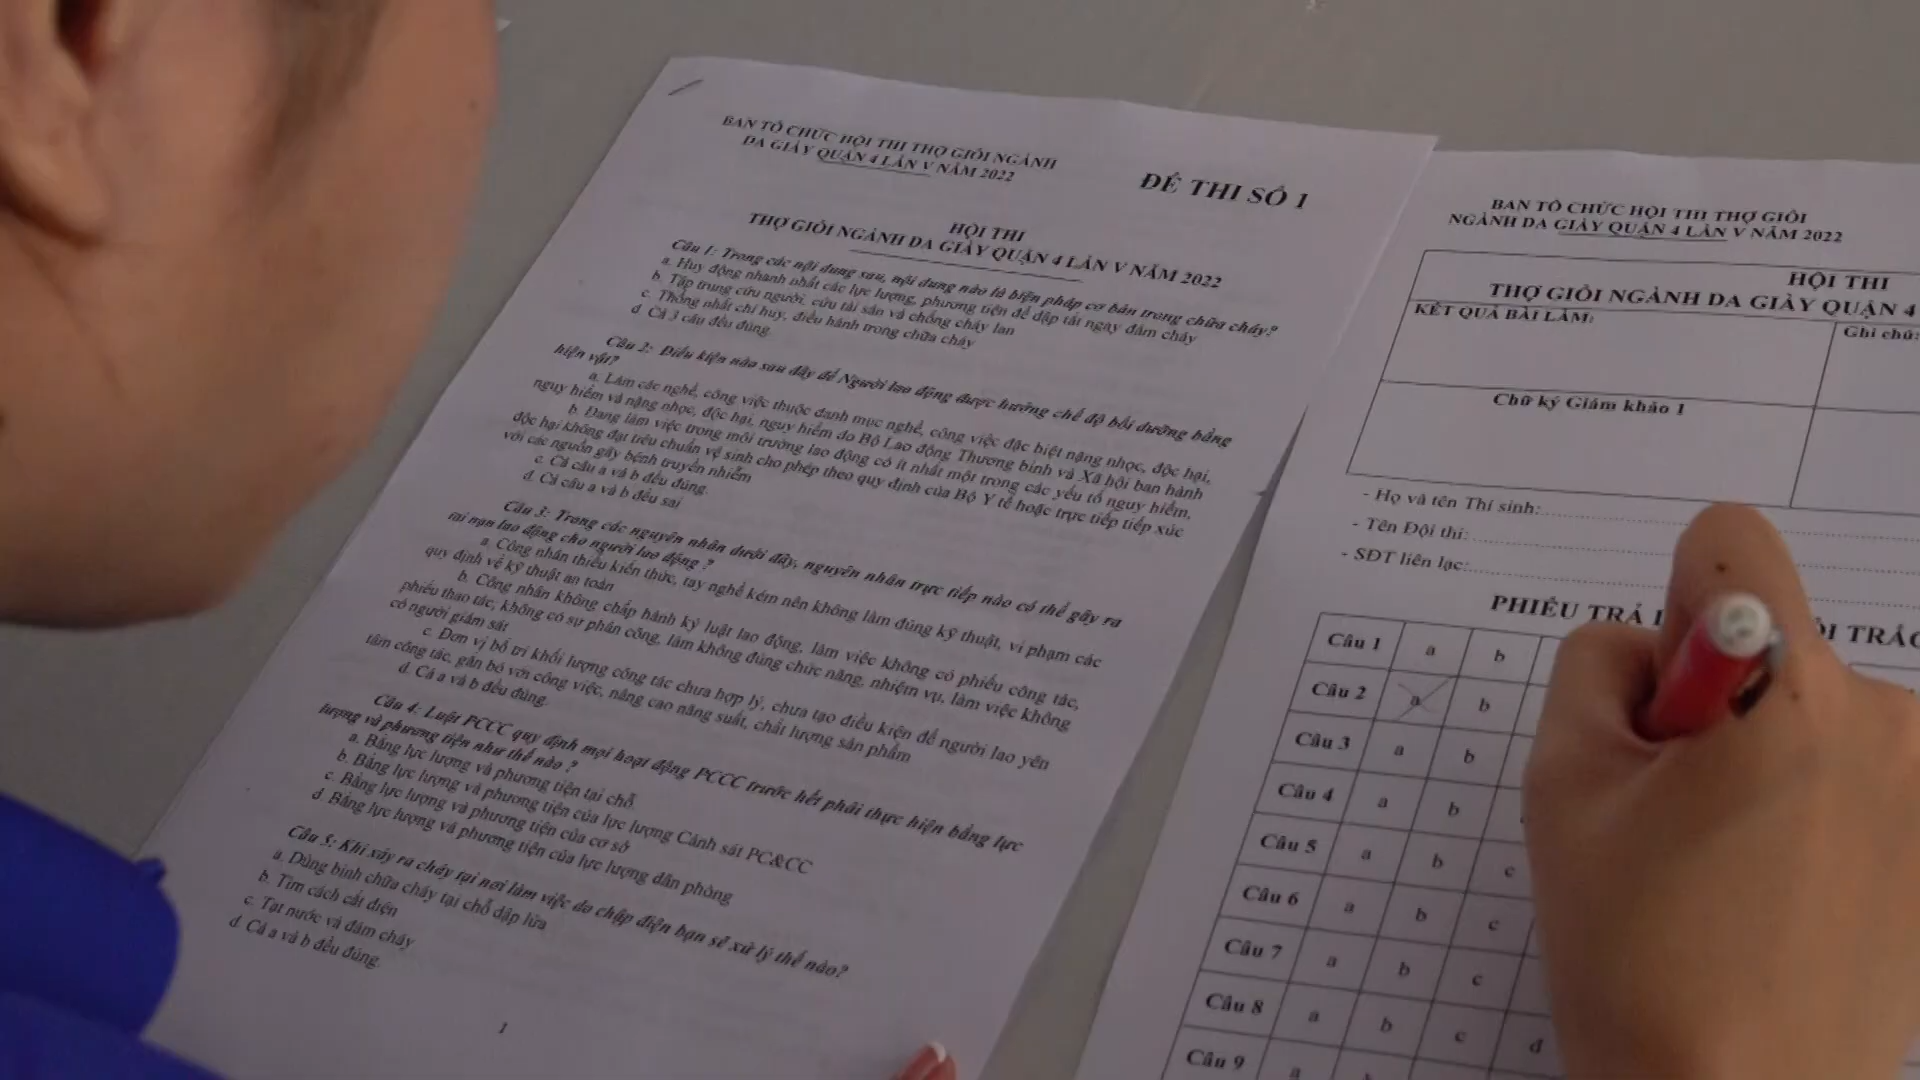 BAN TỔ CHỨC HỘI THI THỢ GIỎI NGÀNH
DA GIÀY QUẬN 4 LẦN V NĂM 2022
ĐỀ THI SỐ 1
HỘI THI
THỢ GIỎI NGÀNH DA GIÀY QUẬN 4 LẦN V NĂM 2022
Câu 1: Trong các nội dung sau, nội dung nào là biện pháp cơ bản trong chữa cháy?
a. Huy động nhanh nhất các lực lượng, phương tiện để dập tắt ngay đám cháy
b. Tập trung cứu người, cứu tài sản và chống cháy lan
c. Thống nhất chỉ huy, điều hành trong chữa cháy
d. Cả 3 câu đều đúng.
Câu 2: Điều kiện nào sau đây để Người lao động được hưởng chế độ bồi dưỡng bằng
hiện vật?
a. Làm các nghề, công việc thuộc danh mục nghề, công việc đặc biệt nặng nhọc, độc hại,
nguy hiểm và nặng nhọc, độc hại, nguy hiểm do Bộ Lao động Thương binh và Xã hội ban hành
b. Đang làm việc trong môi trường lao động có ít nhất một trong các yếu tố nguy hiểm,
độc hại không đạt tiêu chuẩn vệ sinh cho phép theo quy định của Bộ Y tế hoặc trực tiếp tiếp xúc
với các nguồn gây bệnh truyền nhiễm
c. Cả câu a và b đều đúng.
d. Cả câu a và b đều sai
Câu 3: Trong các nguyên nhân dưới đây, nguyên nhân trực tiếp nào có thể gây ra
tai nạn lao động cho người lao động ?
a. Công nhân thiếu kiến thức, tay nghề kém nên không làm đúng kỹ thuật, vi phạm các
quy định về kỹ thuật an toàn
b. Công nhân không chấp hành kỷ luật lao động, làm việc không có phiếu công tác,
phiếu thao tác, không có sự phân công, làm không đúng chức năng, nhiệm vụ, làm việc không
có người giám sát
c. Đơn vị bố trí khối lượng công tác chưa hợp lý, chưa tạo điều kiện để người lao yên
tâm công tác, gắn bó với công việc, nâng cao năng suất, chất lượng sản phẩm
d. Cả a và b đều đúng.
Câu 4: Luật PCCC quy định mọi hoạt động PCCC trước hết phải thực hiện bằng lực
lượng và phương tiện như thế nào ?
a. Bằng lực lượng và phương tiện tại chỗ.
b. Bằng lực lượng và phương tiện của lực lượng Cảnh sát PC&CC
c. Bằng lực lượng và phương tiện của cơ sở
d. Bằng lực lượng và phương tiện của lực lượng dân phòng
Câu 5: Khi xảy ra cháy tại nơi làm việc do chập điện bạn sẽ xử lý thế nào?
a. Dùng bình chữa cháy tại chỗ dập lửa
b. Tìm cách cắt điện
c. Tạt nước và đám cháy
d. Cả a và b đều đúng.
1
BAN TỔ CHỨC HỘI THI THỢ GIỎI
NGÀNH DA GIÀY QUẬN 4 LẦN V NĂM 2022
HỘI THI
THỢ GIỎI NGÀNH DA GIÀY QUẬN 4
KẾT QUẢ BÀI LÀM:
Ghi chú:
Chữ ký Giám khảo 1
- Họ và tên Thí sinh:
- Tên Đội thi:
- SĐT liên lạc:
PHIẾU TRẢ
Câu 1 a b
Câu 2 a b
Câu 3 a b
Câu 4 a b
Câu 5 a b c
Câu 6 a b c
Câu 7 a b c
Câu 8 a b c d
Câu 9 a